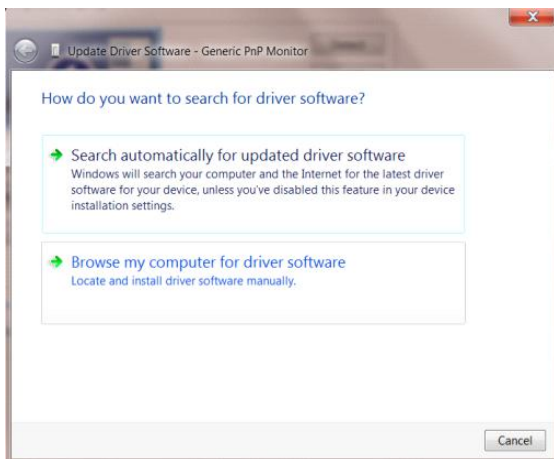 Update Driver Software - Generic PnP Monitor
How do you want to search for driver software?
Search automatically for updated driver software
Windows will search your computer and the Internet for the latest driver
software for your device, unless you've disabled this feature in your device
installation settings.
Browse my computer for driver software
Locate and install driver software manually.
Cancel